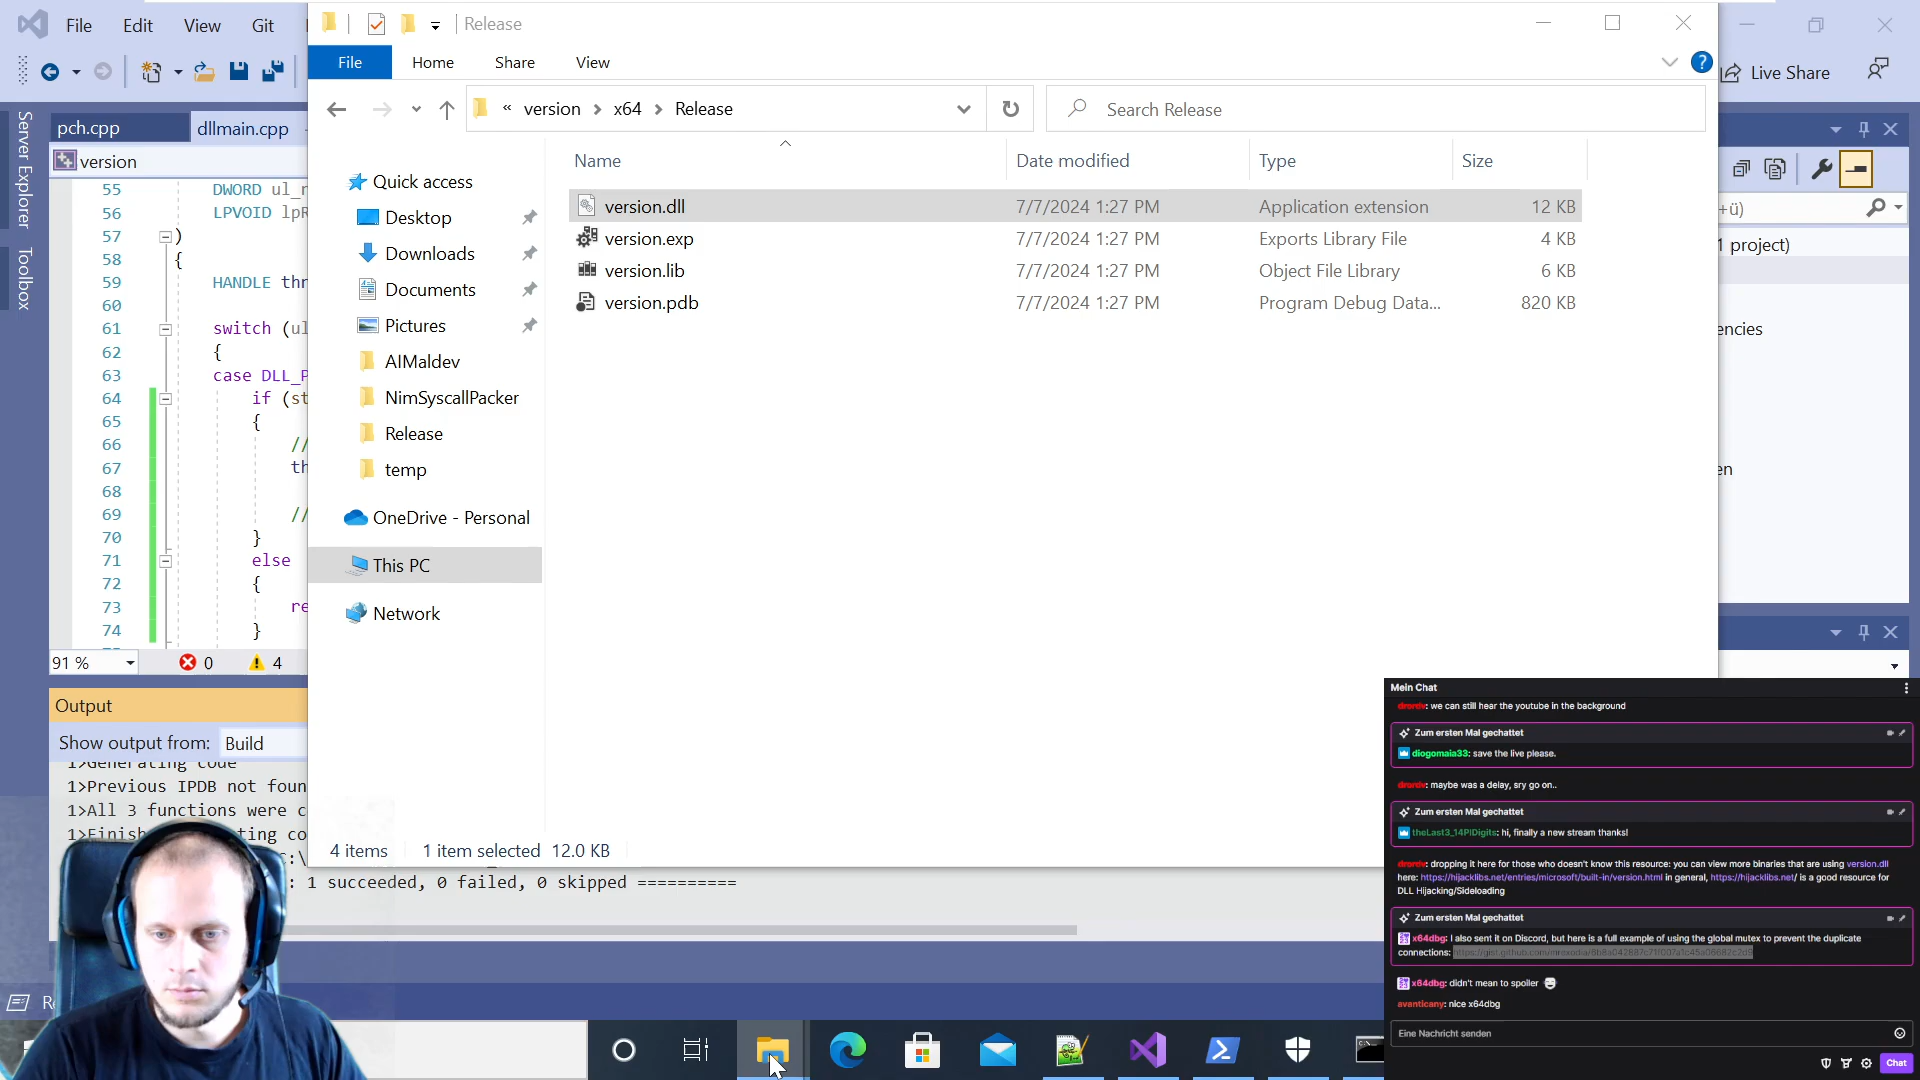 File Edit View Git
Live Share
Server Explorer
Toolbox
pch.cpp dllmain.cpp
version
55 DWORD ul_
56 LPVOID lp
57 )
58 {
59 HANDLE thr
60
61 switch (ul
62 {
63 case DLL_P
64 if (st
65 {
66 //
67 th
68
69 //
70 }
71 else
72 {
73 re
74 }
91 % 0 4
Output
Show output from: Build
1>Generating code
1>Previous IPDB not foun
1>All 3 functions were c
: 1 succeeded, 0 failed, 0 skipped ==========
+ü)
1 project)
encies
en
Release
File Home Share View
« version > x64 > Release
Search Release
Quick access
Desktop
Downloads
Documents
Pictures
AIMaldev
NimSyscallPacker
Release
temp
OneDrive - Personal
This PC
Network
Name Date modified Type Size
version.dll 7/7/2024 1:27 PM Application extension 12 KB
version.exp 7/7/2024 1:27 PM Exports Library File 4 KB
version.lib 7/7/2024 1:27 PM Object File Library 6 KB
version.pdb 7/7/2024 1:27 PM Program Debug Data... 820 KB
4 items 1 item selected 12.0 KB
Mein Chat
drordv: we can still hear the youtube in the background
Zum ersten Mal gechattet
diogomaia33: save the live please.
drordv: maybe was a delay, sry go on..
Zum ersten Mal gechattet
theLast3_14PIDigits: hi, finally a new stream thanks!
drordv: dropping it here for those who doesn't know this resource: you can view more binaries that are using version.dll
here: https://hijacklibs.net/entries/microsoft/built-in/version.html in general, https://hijacklibs.net/ is a good resource for
DLL Hijacking/Sideloading
Zum ersten Mal gechattet
x64dbg: I also sent it on Discord, but here is a full example of using the global mutex to prevent the duplicate
connections:
x64dbg: didn't mean to spoiler
avanticany: nice x64dbg
Eine Nachricht senden
Chat